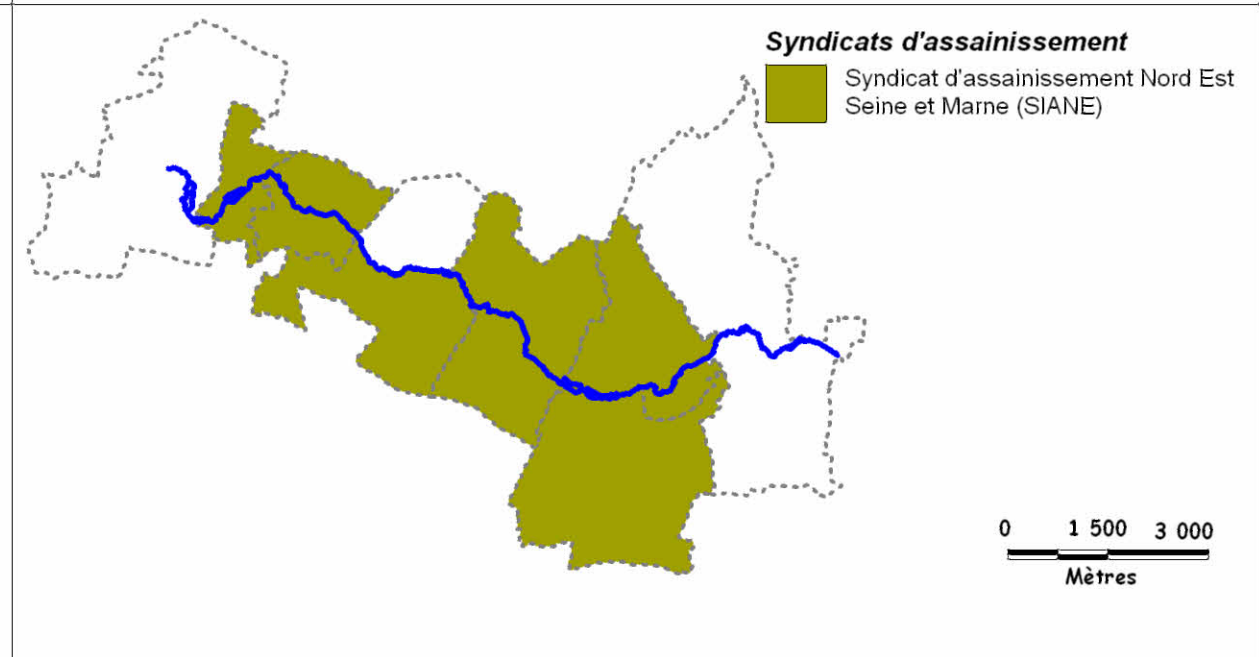 Syndicats d'assainissement
Syndicat d'assainissement Nord Est
Seine et Marne (SIANE)
0 1 500 3 000
Mètres